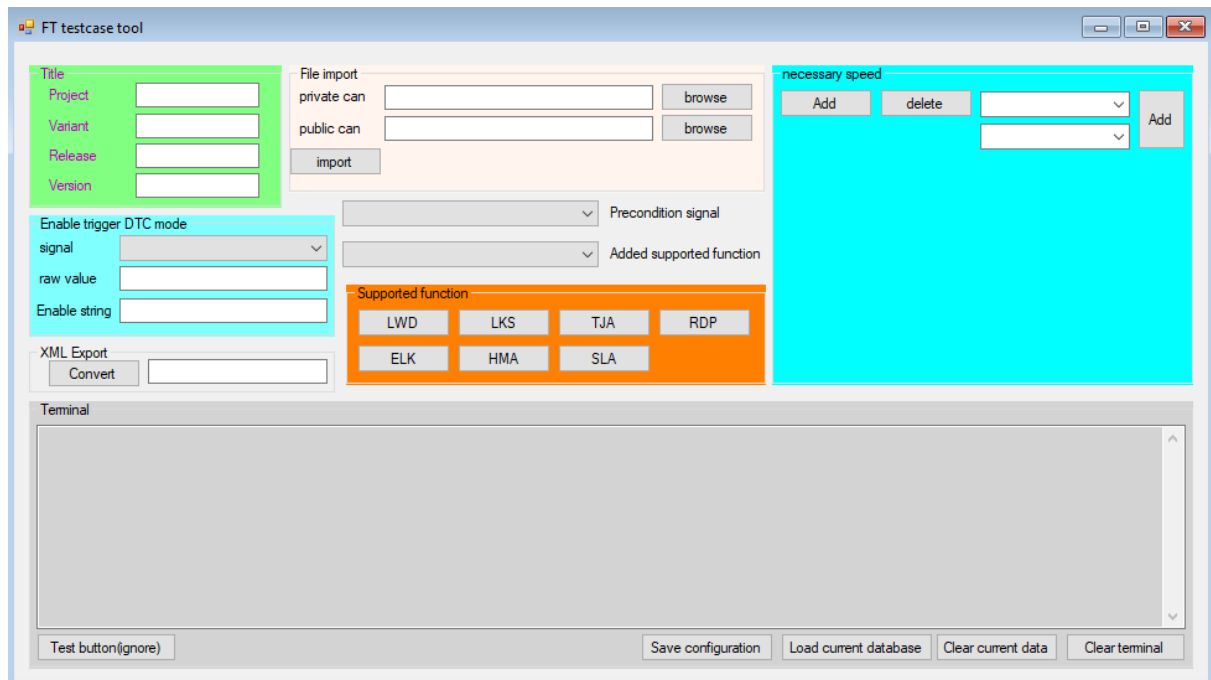 FT testcase tool
Title
Project
Variant
Release
Version
File import
private can
browse
public can
browse
import
necessary speed
Add
delete
Add
Enable trigger DTC mode
signal
raw value
Enable string
Precondition signal
Added supported function
Supported function
LWD
LKS
TJA
RDP
ELK
HMA
SLA
XML Export
Convert
Terminal
Test button(ignore)
Save configuration
Load current database
Clear current data
Clear terminal